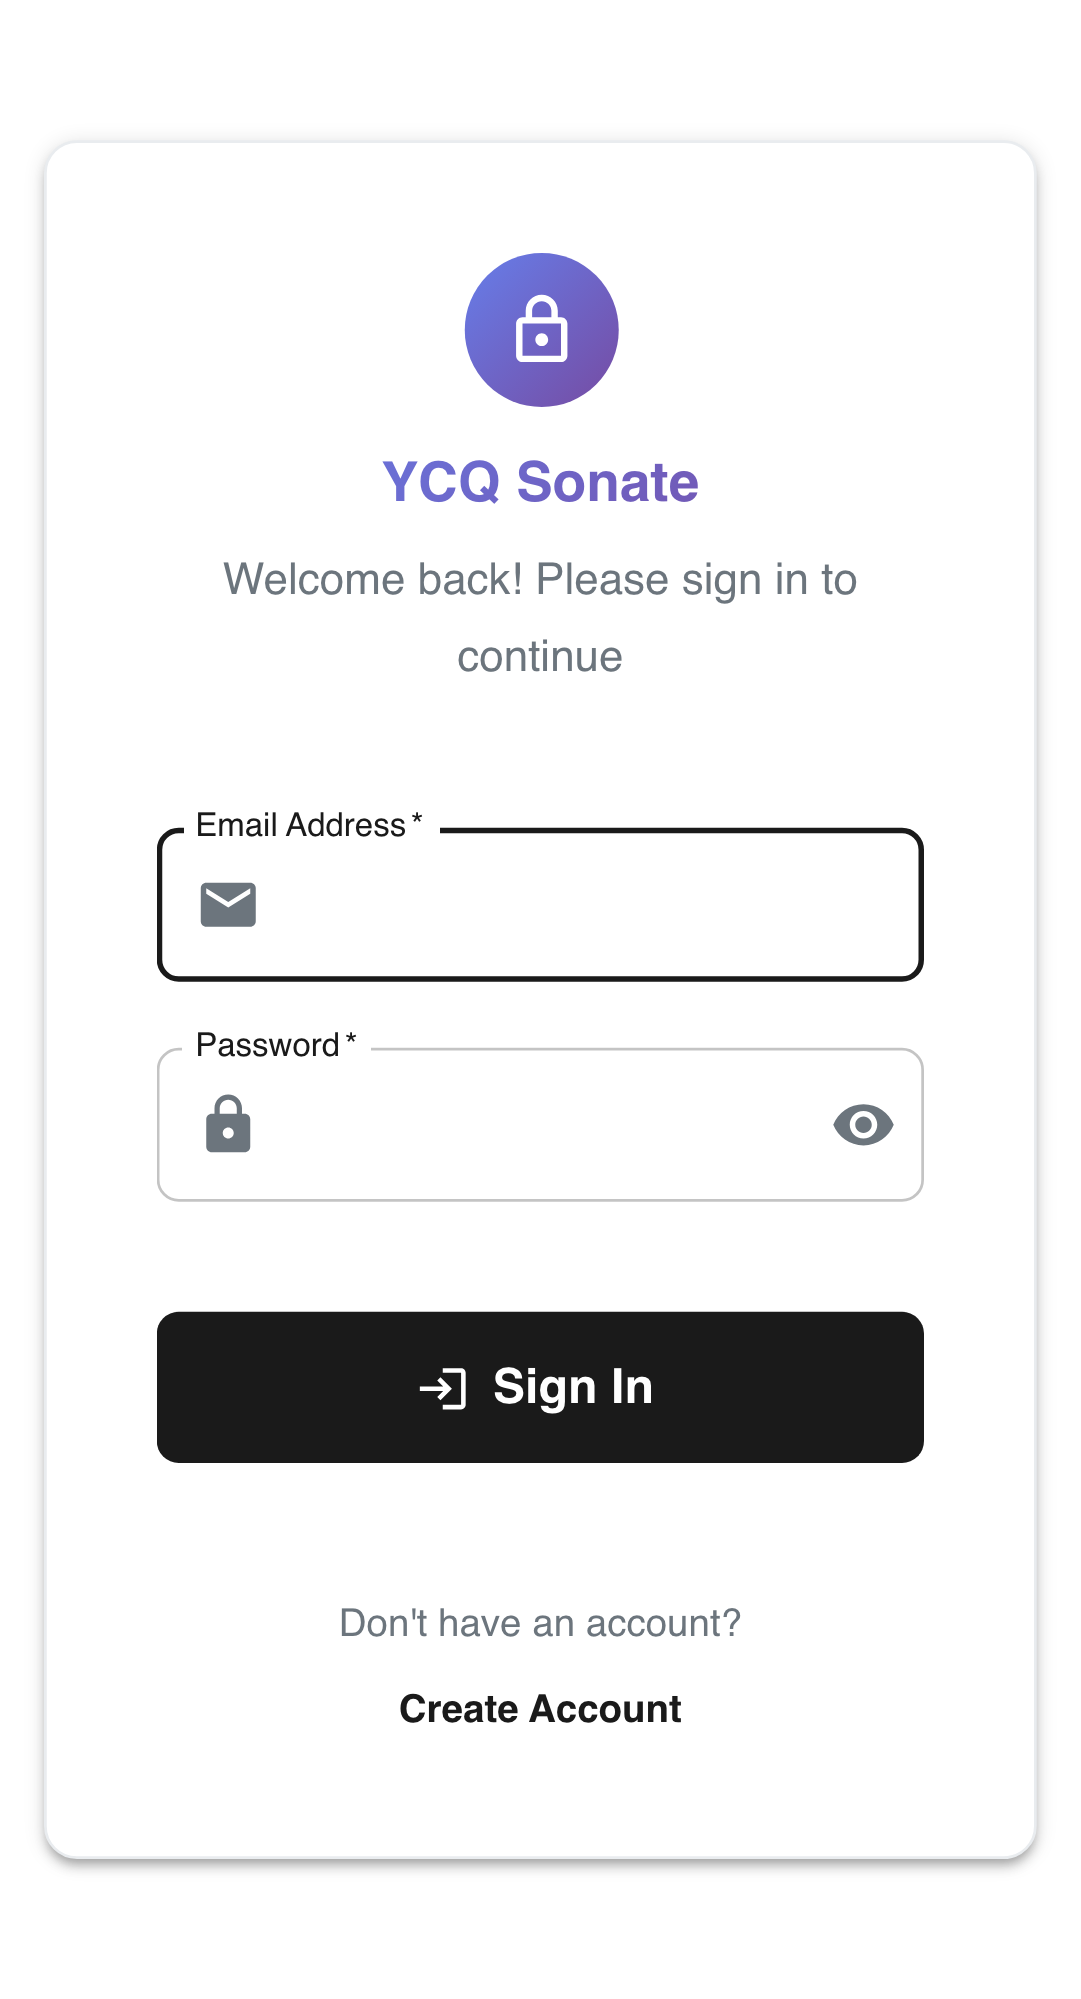 YCQ Sonate
Welcome back! Please sign in to
continue
Email Address *
Password *
Sign In
Don't have an account?
Create Account